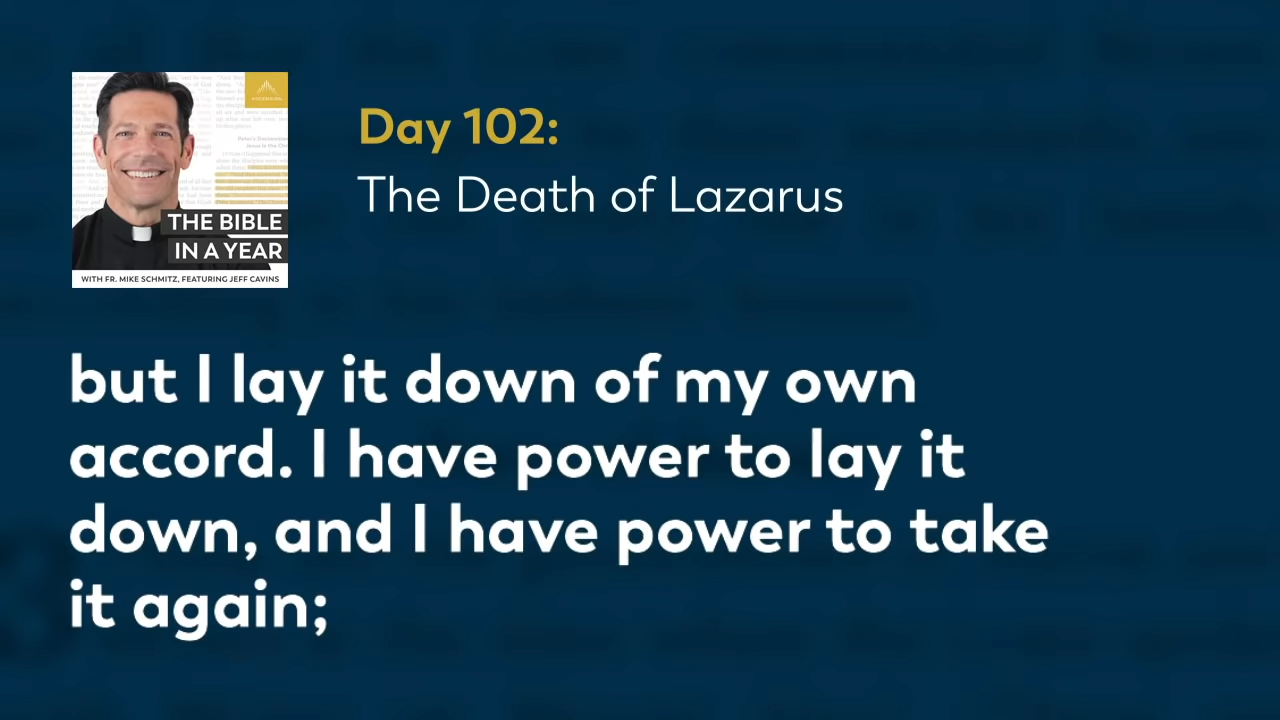 Day 102:
The Death of Lazarus
THE BIBLE
IN A YEAR
WITH FR. MIKE SCHMITZ, FEATURING JEFF CAVINS
but I lay it down of my own
accord. I have power to lay it
down, and I have power to take
it again;